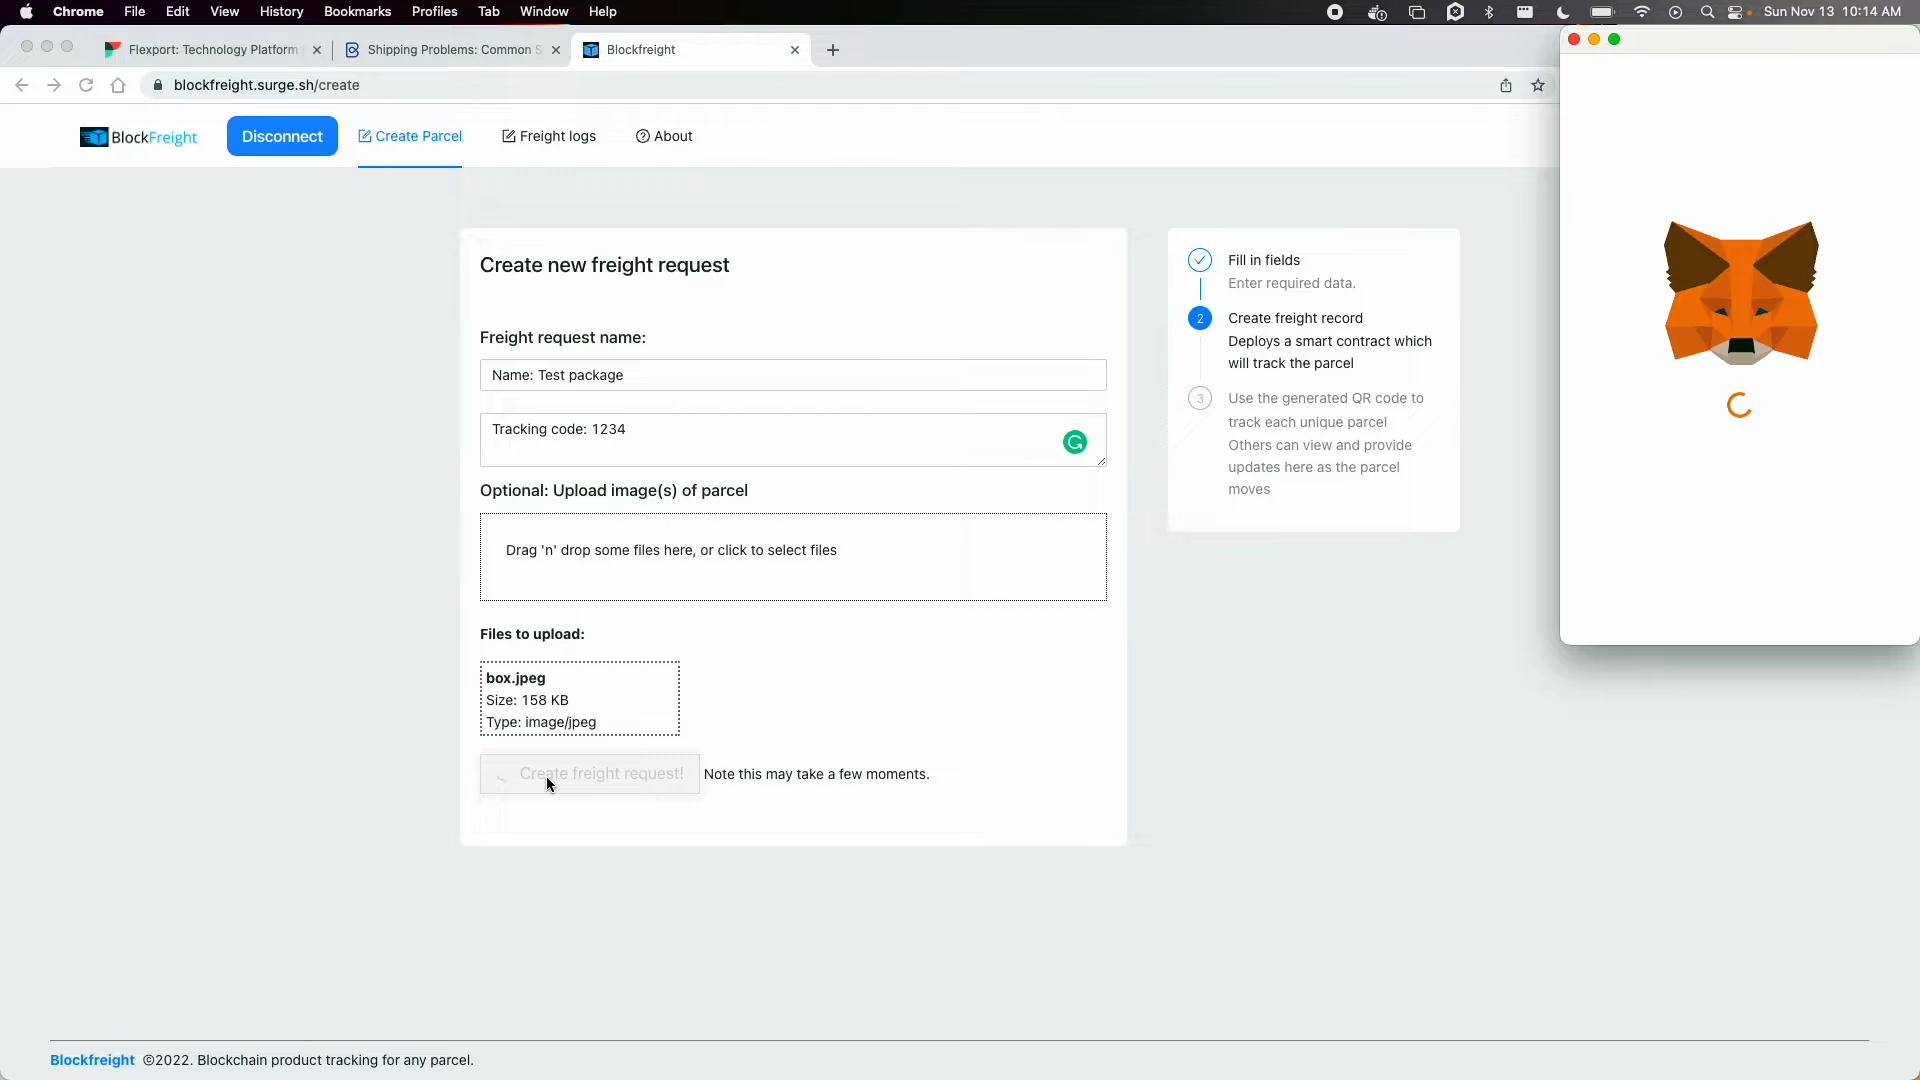 Chrome File Edit View History Bookmarks Profiles Tab Window Help Sun Nov 13 10:14 AM
Flexport: Technology Platform Shipping Problems: Common S Blockfreight
blockfreight.surge.sh/create
BlockFreight Disconnect Create Parcel Freight logs About
Create new freight request
Freight request name:
Name: Test package
Tracking code: 1234
Optional: Upload image(s) of parcel
Drag 'n' drop some files here, or click to select files
Files to upload:
box.jpeg
Size: 158 KB
Type: image/jpeg
Create freight request! Note this may take a few moments.
Fill in fields
Enter required data.
2 Create freight record
Deploys a smart contract which
will track the parcel
3 Use the generated QR code to
track each unique parcel
Others can view and provide
updates here as the parcel
moves
Blockfreight ©2022. Blockchain product tracking for any parcel.